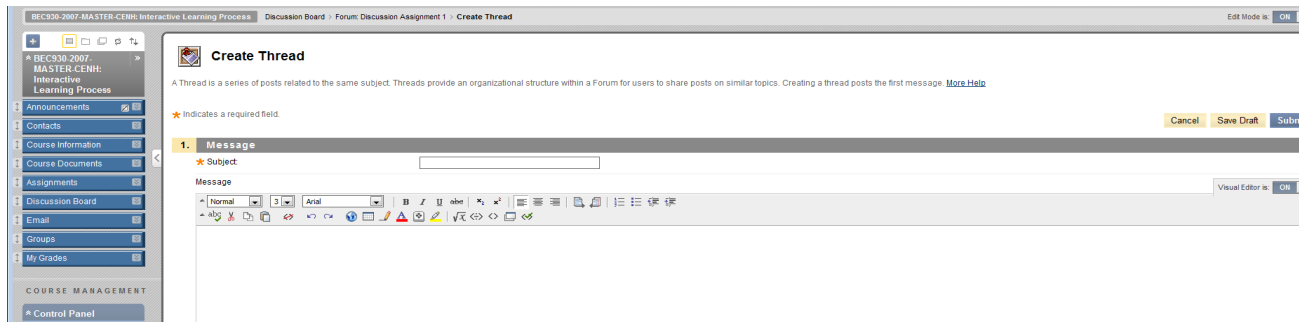 BEC930-2007-MASTER-CENH: Interactive Learning Process Discussion Board > Forum: Discussion Assignment 1 > Create Thread Edit Mode is: ON
BEC930-2007-
MASTER-CENH:
Interactive
Learning Process
Announcements
Contacts
Course Information
Course Documents
Assignments
Discussion Board
Email
Groups
My Grades
COURSE MANAGEMENT
Control Panel
Create Thread
A Thread is a series of posts related to the same subject. Threads provide an organizational structure within a Forum for users to share posts on similar topics. Creating a thread posts the first message. More Help
Indicates a required field.
Cancel Save Draft Subm
1. Message
Subject:
Message
Visual Editor is: ON
Normal 3 Arial B I U abc x₂ x²
abc